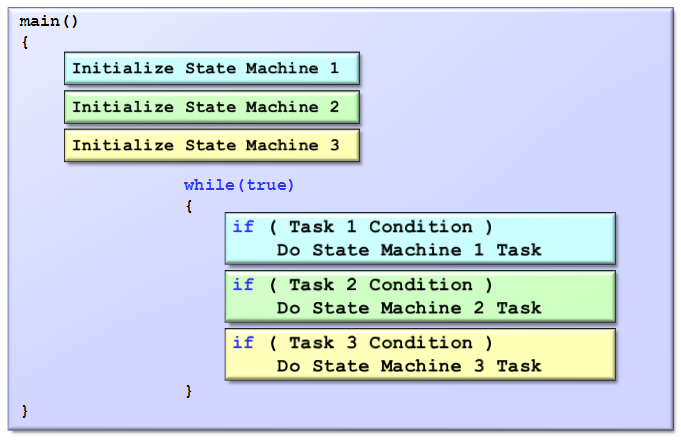 main()
{
Initialize State Machine 1
Initialize State Machine 2
Initialize State Machine 3
while(true)
{
if ( Task 1 Condition )
Do State Machine 1 Task
if ( Task 2 Condition )
Do State Machine 2 Task
if ( Task 3 Condition )
Do State Machine 3 Task
}
}